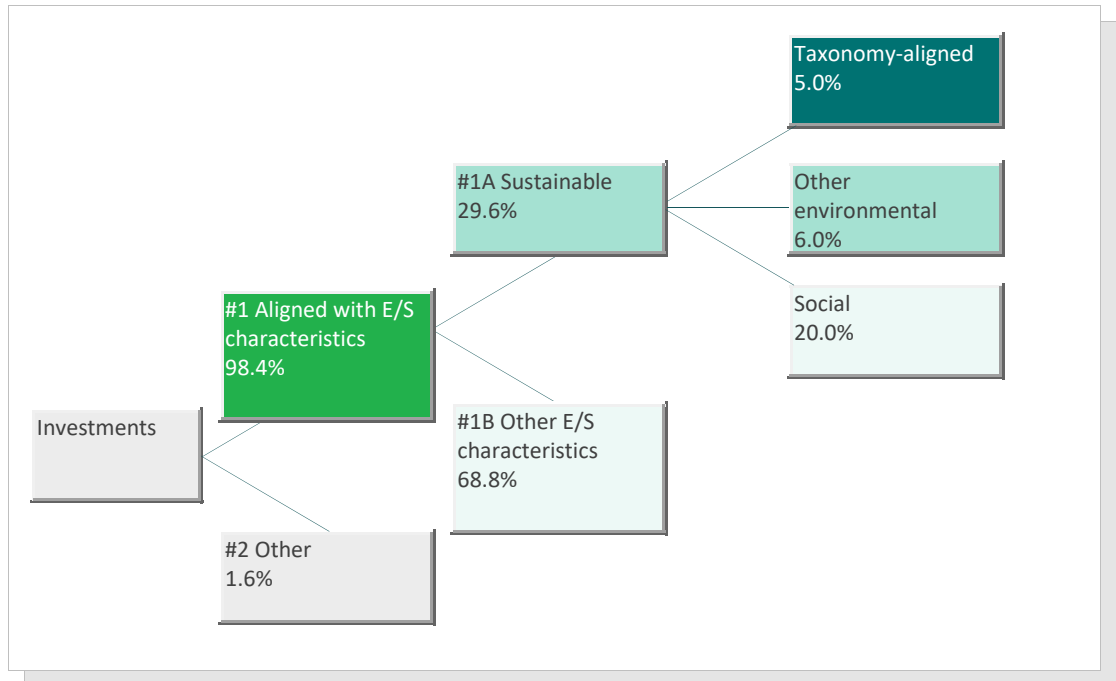 Taxonomy-aligned
5.0%
#1A Sustainable
29.6%
Other
environmental
6.0%
Social
20.0%
#1 Aligned with E/S
characteristics
98.4%
Investments
#1B Other E/S
characteristics
68.8%
#2 Other
1.6%